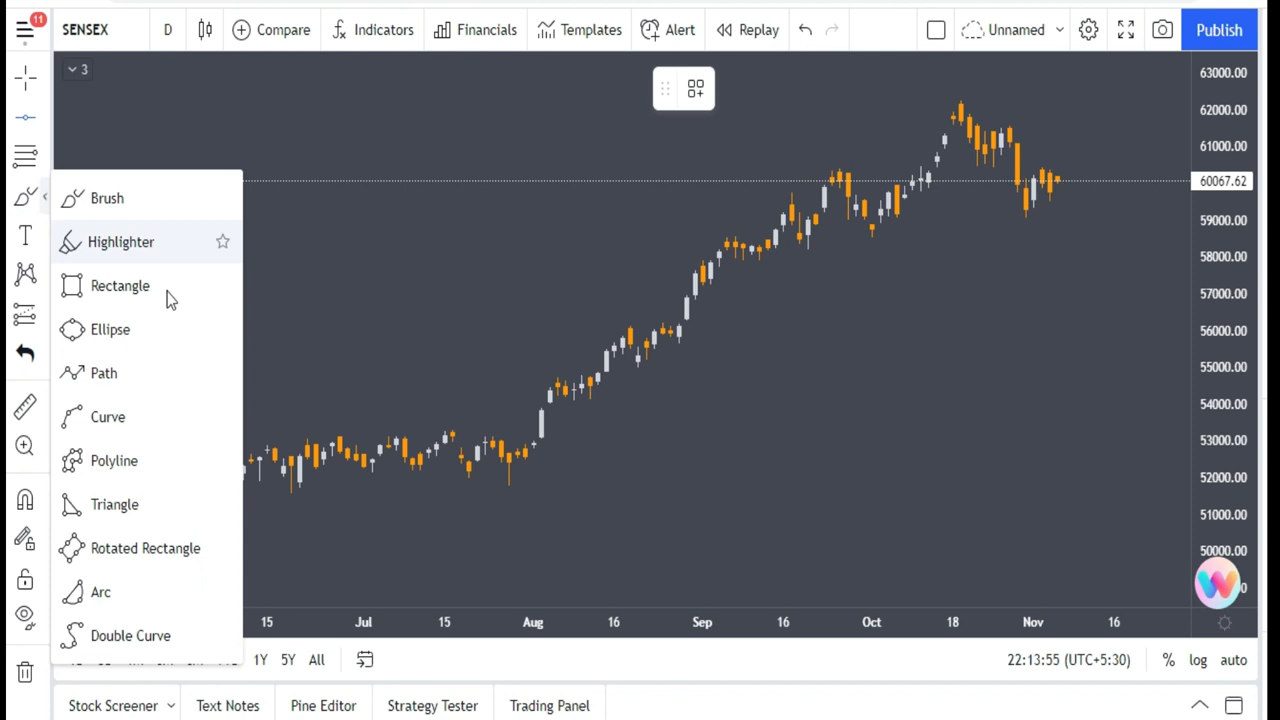 11
SENSEX D Compare Indicators Financials Templates Alert Replay Unnamed Publish
3
63000.00
62000.00
61000.00
60067.62
59000.00
58000.00
57000.00
56000.00
55000.00
54000.00
53000.00
52000.00
51000.00
50000.00
Brush
Highlighter
Rectangle
Ellipse
Path
Curve
Polyline
Triangle
Rotated Rectangle
Arc
Double Curve
15 Jul 15 Aug 16 Sep 16 Oct 18 Nov 16
1Y 5Y All 22:13:55 (UTC+5:30) % log auto
Stock Screener Text Notes Pine Editor Strategy Tester Trading Panel